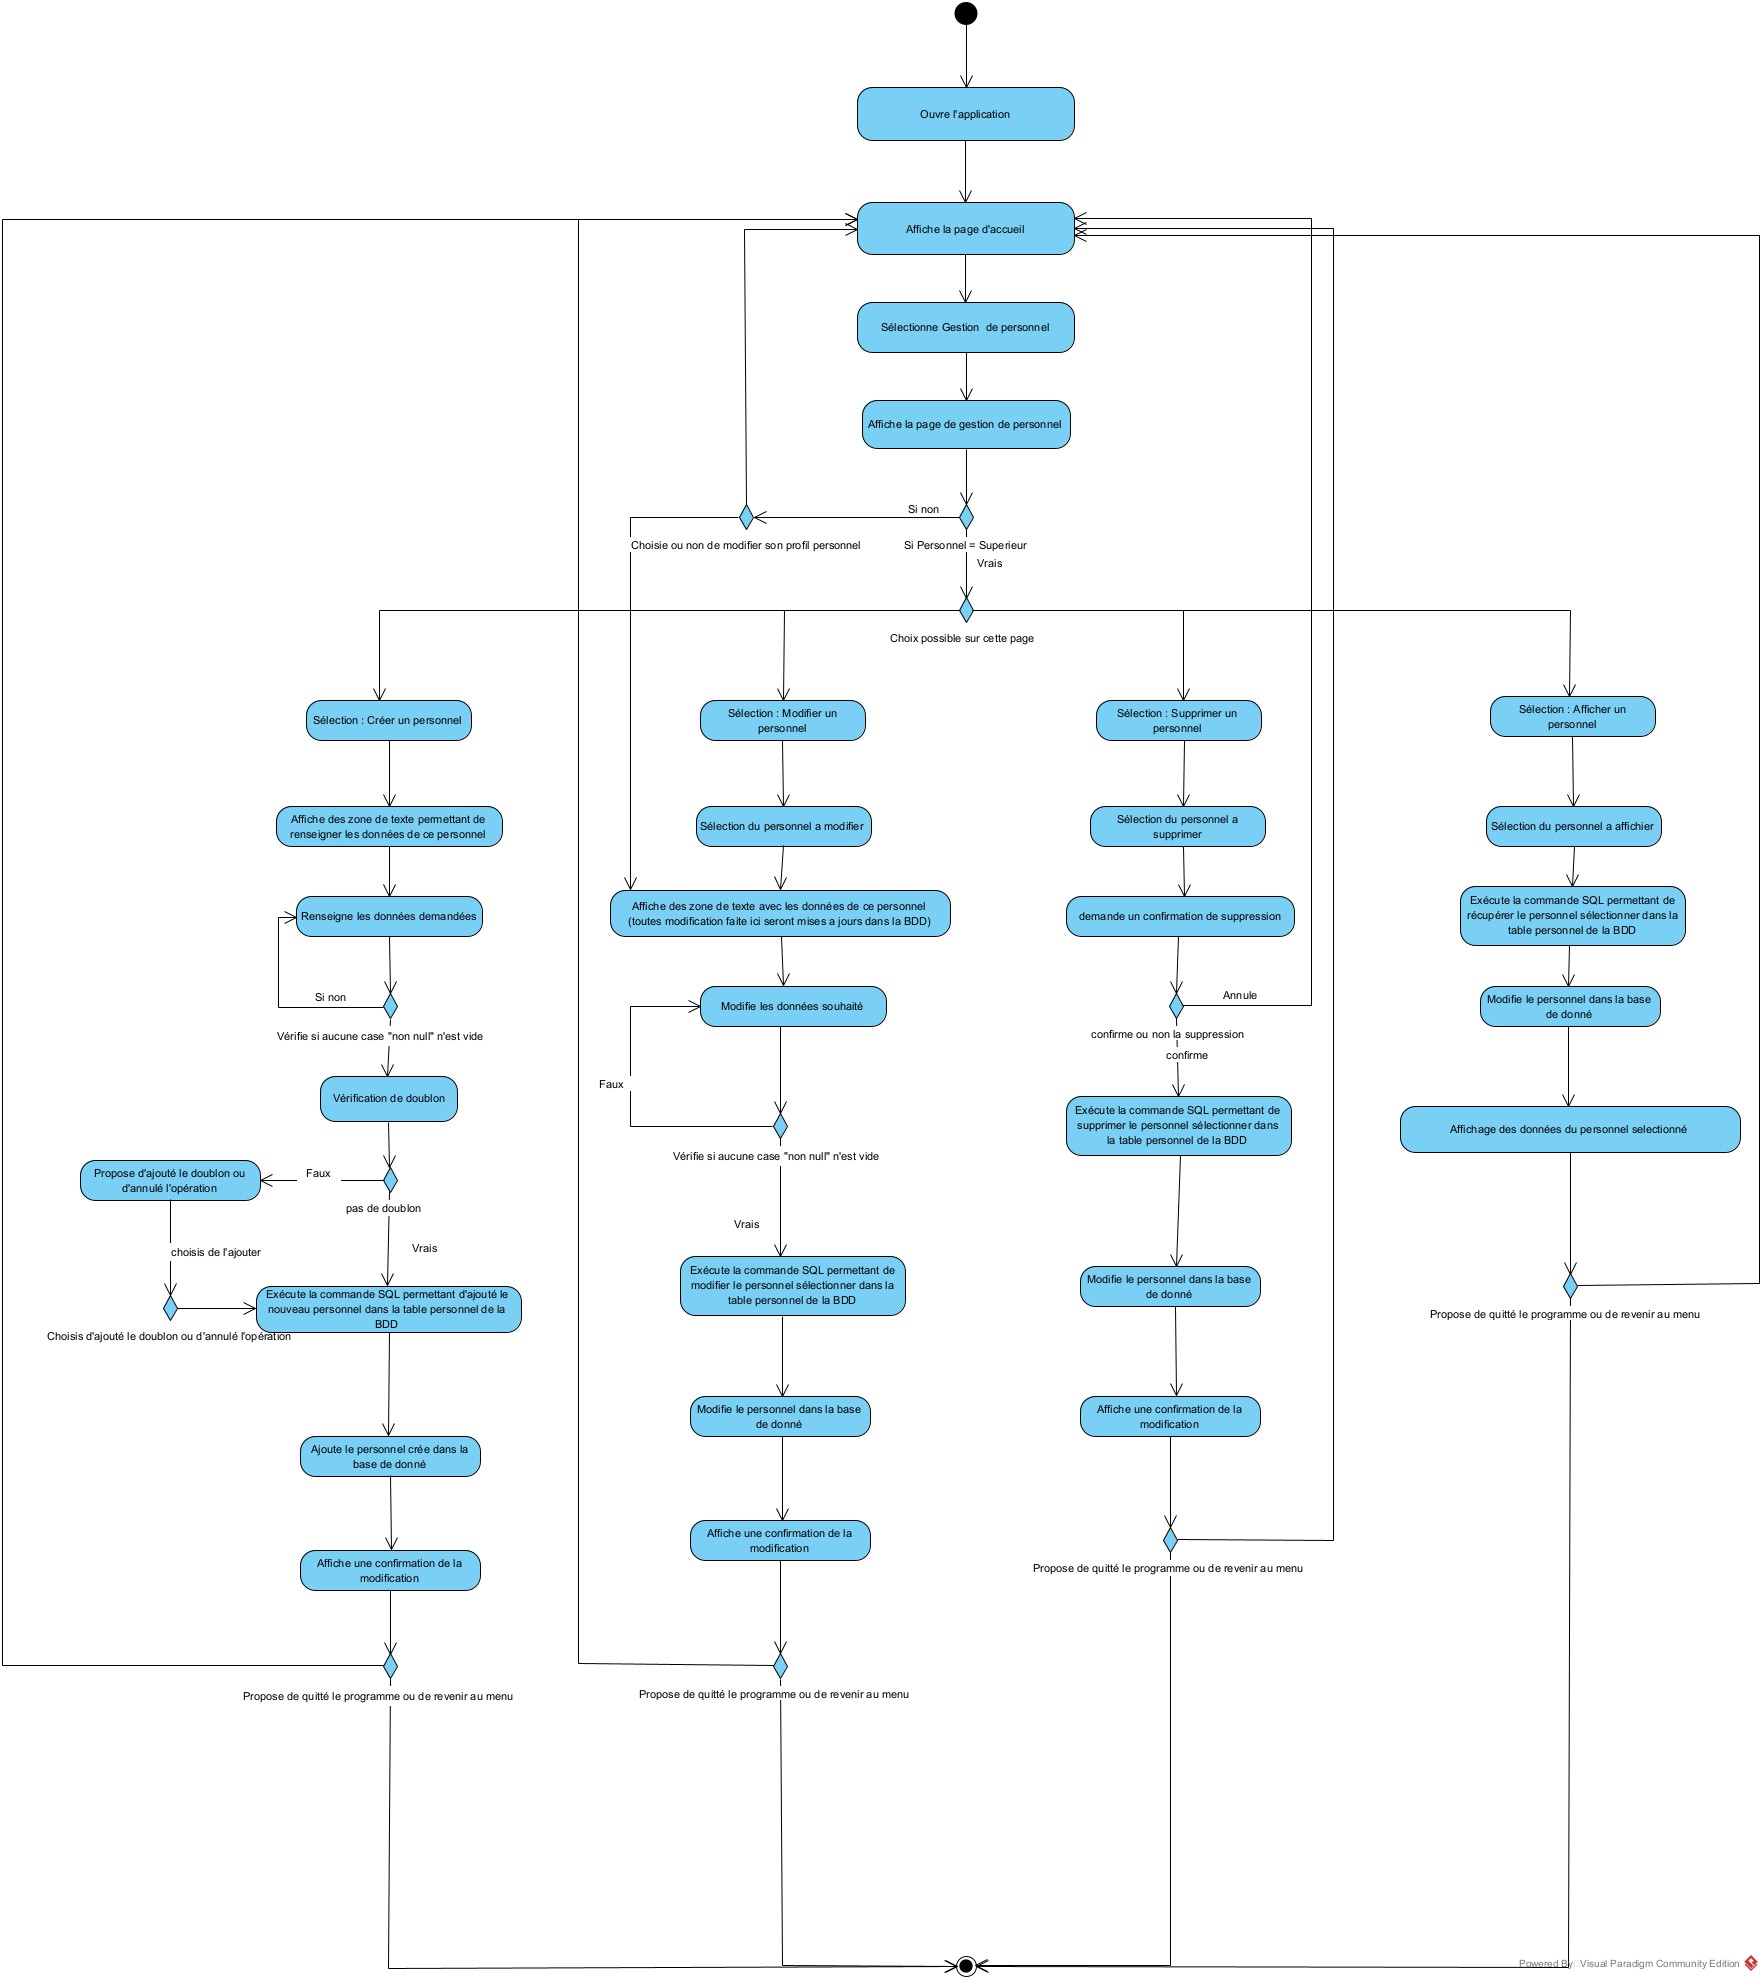 Ouvre l'application
Affiche la page d'accueil
Sélectionne Gestion  de personnel
Affiche la page de gestion de personnel
Si non
Choisie ou non de modifier son profil personnel
Si Personnel = Superieur
Vrais
Choix possible sur cette page
Sélection : Créer un personnel
Affiche des zone de texte permettant de
renseigner les données de ce personnel
Renseigne les données demandées
Si non
Vérifie si aucune case "non null" n'est vide
Vérification de doublon
Faux
Propose d'ajouté le doublon ou
d'annulé l'opération
pas de doublon
choisis de l'ajouter
Vrais
Choisis d'ajouté le doublon ou d'annulé l'opération
Exécute la commande SQL permettant d'ajouté le
nouveau personnel dans la table personnel de la
BDD
Ajoute le personnel crée dans la
base de donné
Affiche une confirmation de la
modification
Propose de quitté le programme ou de revenir au menu
Sélection : Modifier un
personnel
Sélection du personnel a modifier
Affiche des zone de texte avec les données de ce personnel
(toutes modification faite ici seront mises a jours dans la BDD)
Modifie les données souhaité
Faux
Vérifie si aucune case "non null" n'est vide
Vrais
Exécute la commande SQL permettant de
modifier le personnel sélectionner dans la
table personnel de la BDD
Modifie le personnel dans la base
de donné
Affiche une confirmation de la
modification
Propose de quitté le programme ou de revenir au menu
Sélection : Supprimer un
personnel
Sélection du personnel a
supprimer
demande un confirmation de suppression
Annule
confirme ou non la suppression
confirme
Exécute la commande SQL permettant de
supprimer le personnel sélectionner dans
la table personnel de la BDD
Modifie le personnel dans la base
de donné
Affiche une confirmation de la
modification
Propose de quitté le programme ou de revenir au menu
Sélection : Afficher un
personnel
Sélection du personnel a affichier
Exécute la commande SQL permettant de
récupérer le personnel sélectionner dans la
table personnel de la BDD
Modifie le personnel dans la base
de donné
Affichage des données du personnel selectionné
Propose de quitté le programme ou de revenir au menu
Powered By Visual Paradigm Community Edition